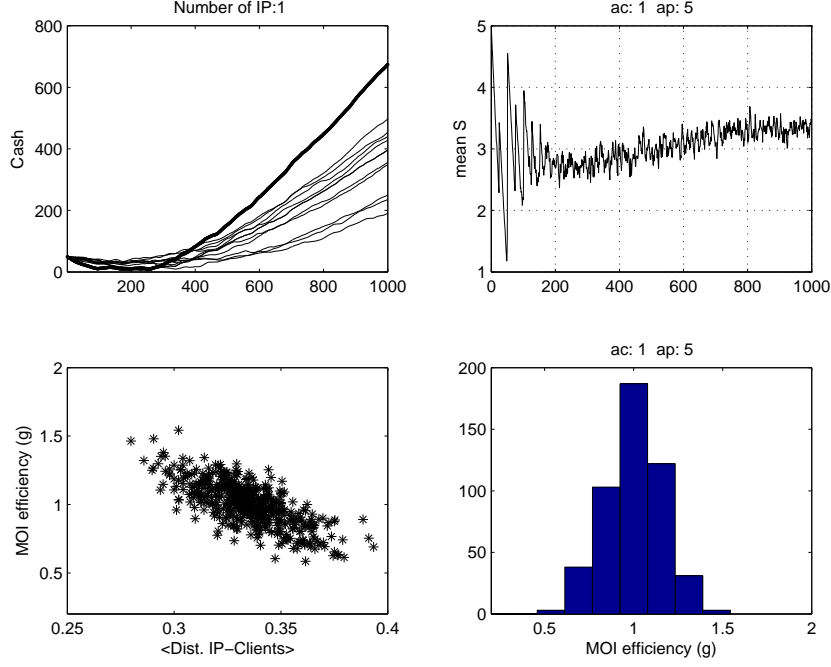 Number of IP:1
800
600
400
200
0
Cash
200 400 600 800 1000
ac: 1 ap: 5
5
4
3
2
1
mean S
0 200 400 600 800 1000
2
1.5
1
0.5
MOI efficiency (g)
0.25 0.3 0.35 0.4
<Dist. IP−Clients>
ac: 1 ap: 5
200
150
100
50
0
0.5 1 1.5 2
MOI efficiency (g)